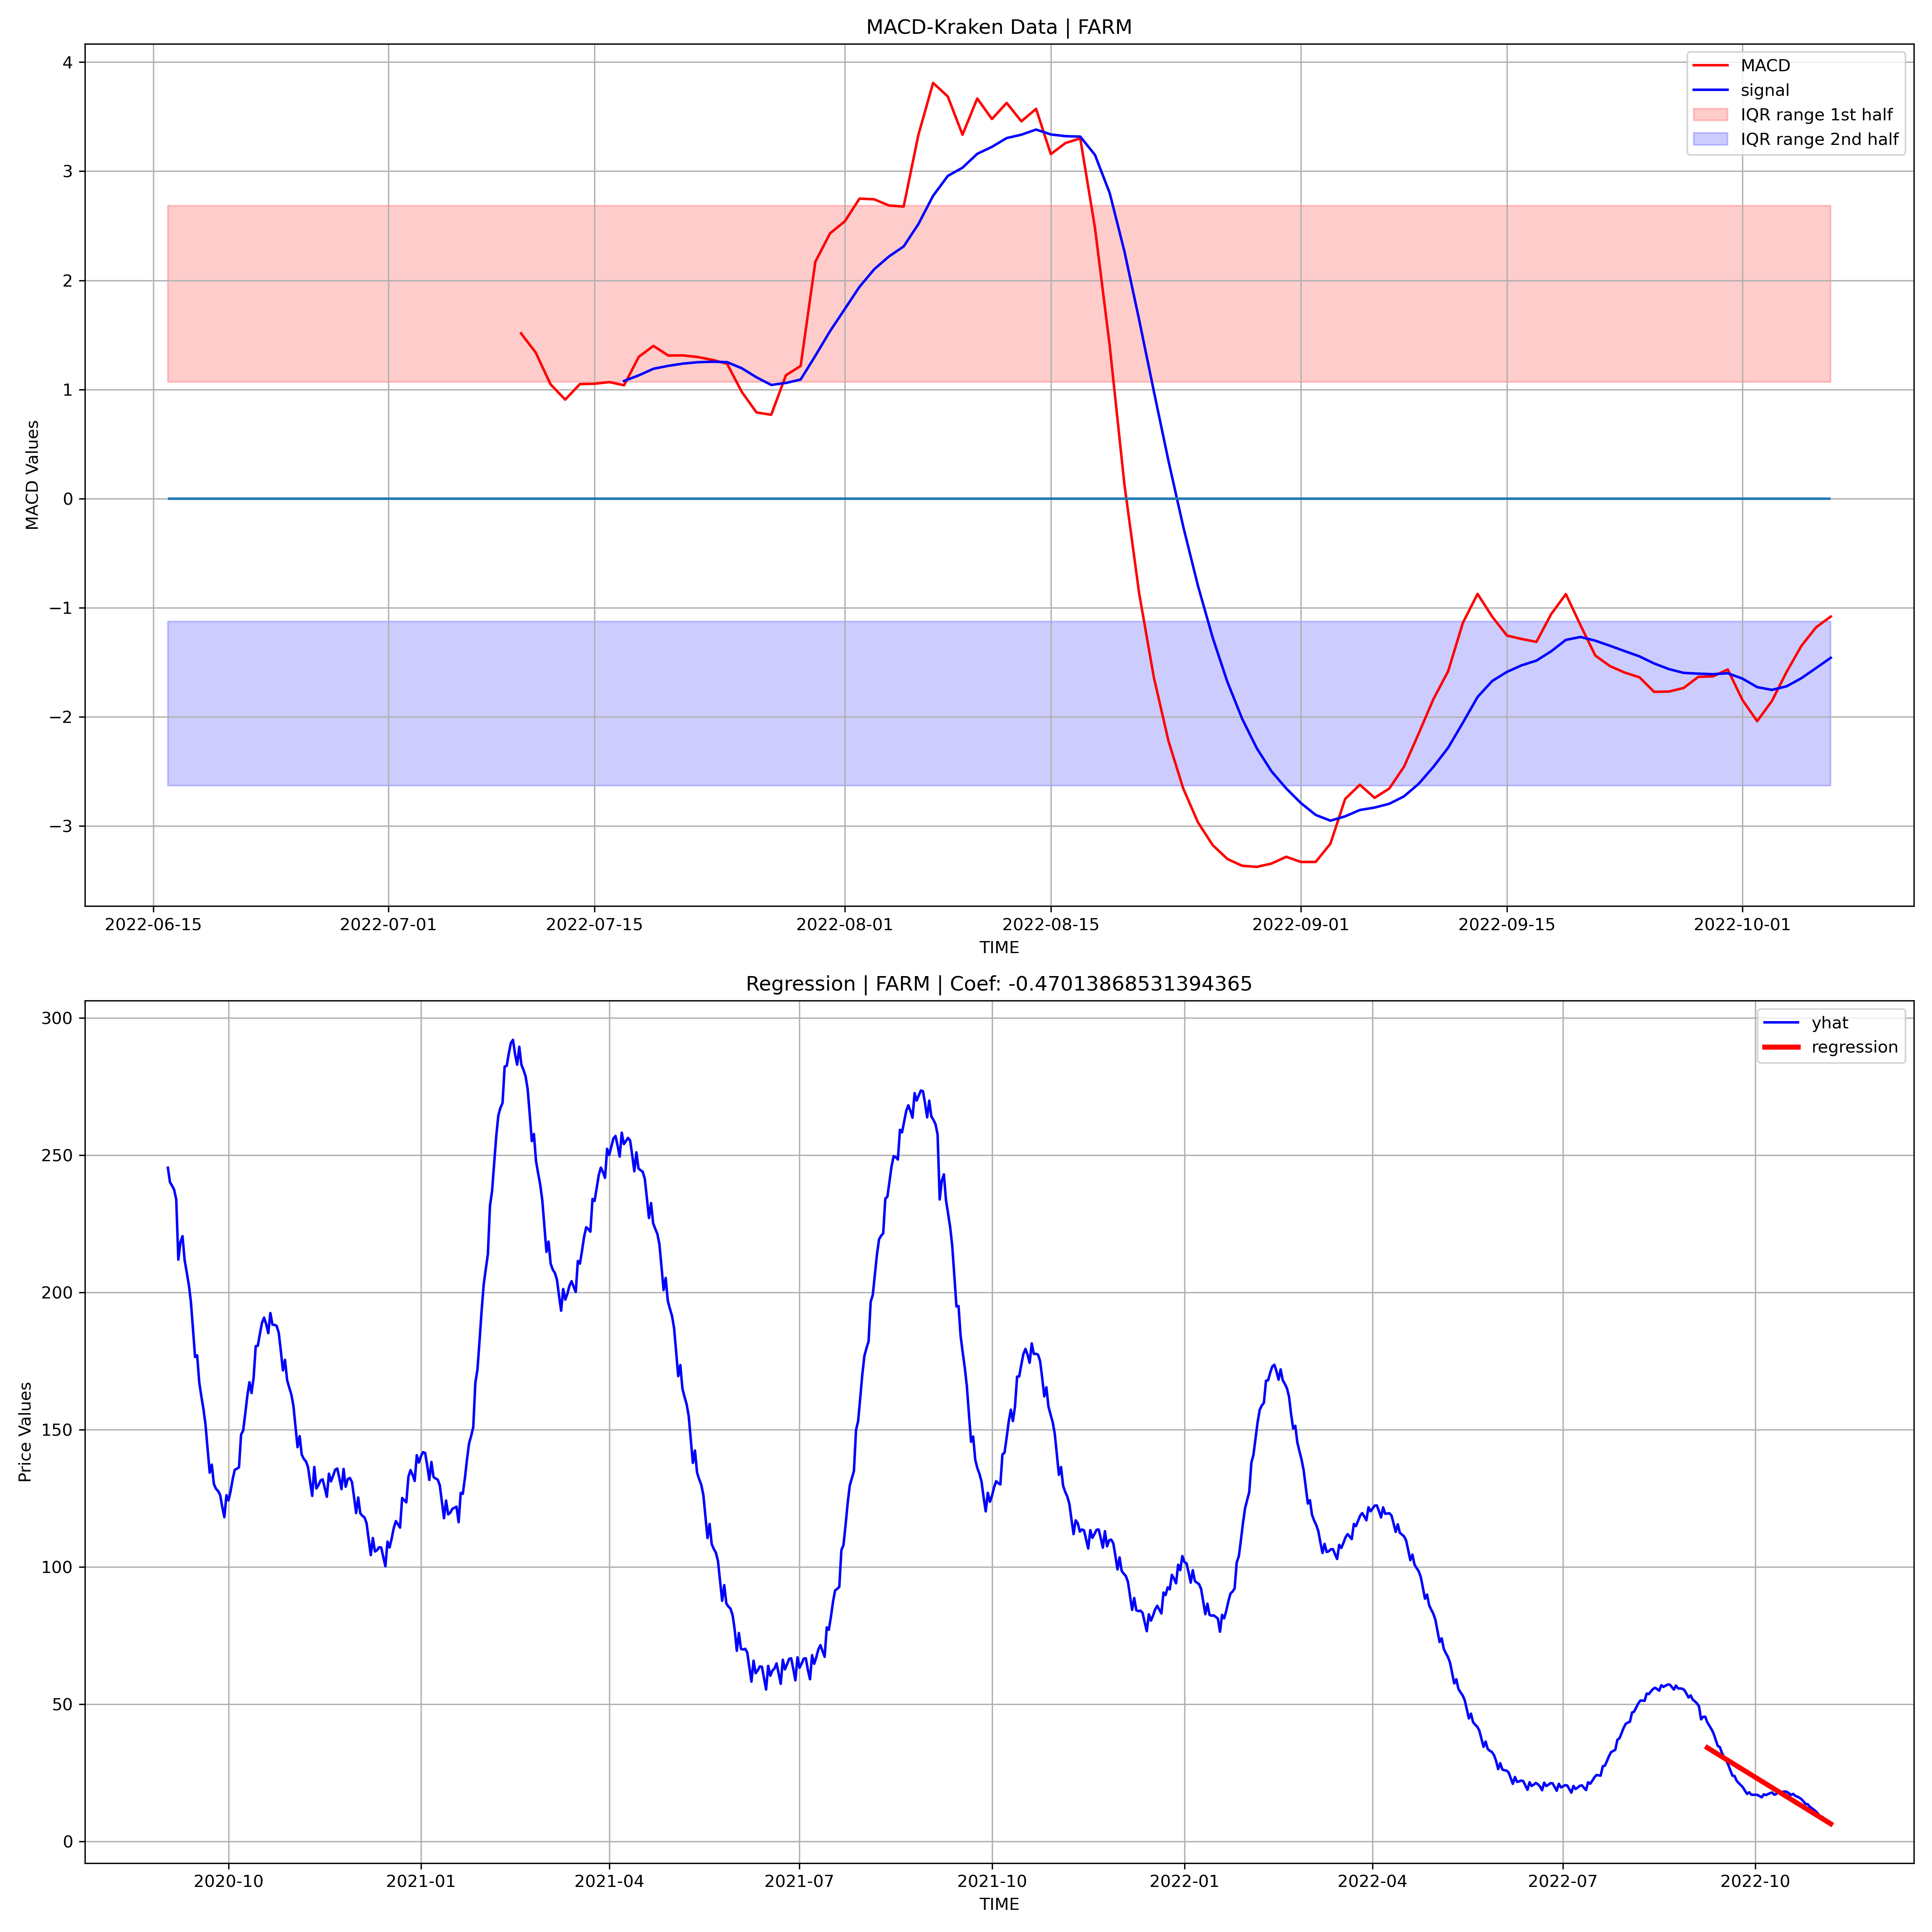 MACD-Kraken Data | FARM
MACD
signal
IQR range 1st half
IQR range 2nd half
4
3
2
1
0
−1
−2
−3
MACD Values
2022-06-15 2022-07-01 2022-07-15 2022-08-01 2022-08-15 2022-09-01 2022-09-15 2022-10-01
TIME
Regression | FARM | Coef: -0.47013868531394365
yhat
regression
300
250
200
150
100
50
0
Price Values
2020-10 2021-01 2021-04 2021-07 2021-10 2022-01 2022-04 2022-07 2022-10
TIME